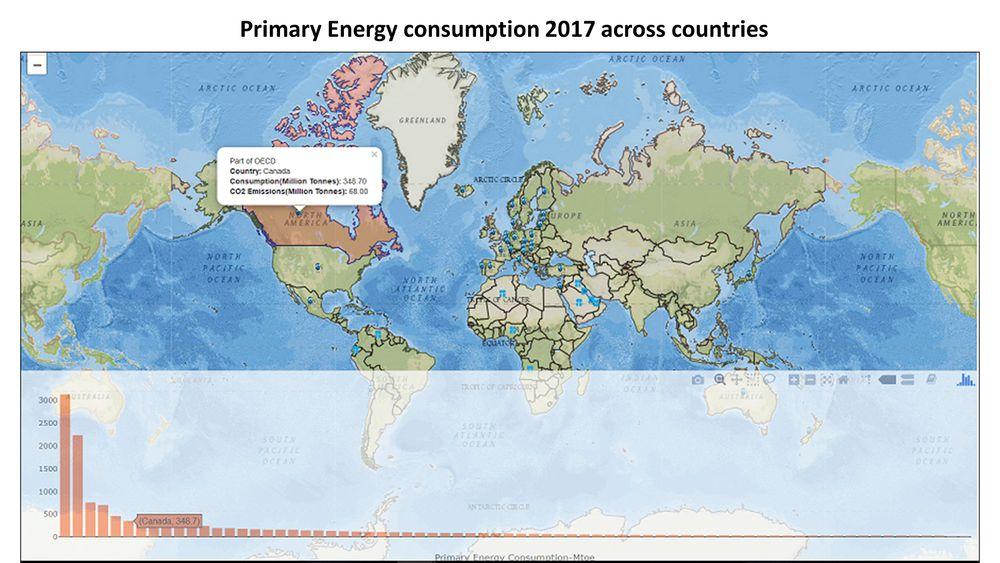 Primary Energy consumption 2017 across countries
−
ARCTIC OCEAN
ARCTIC OCEAN
ARCTIC OCEAN
GREENLAND
×
Part of OECD
Country: Canada
Consumption(Million Tonnes): 348.70
CO2 Emissions(Million Tonnes): 68.00
ARCTIC CIRCLE
ASIA
NORTH
AMERICA
EUROPE
ASIA
NORTH
AMERIC
NORTH
PACIFIC
OCEAN
NORTH
ATLANTIC
OCEAN
NORTH
PACIFIC
OCEAN
OF CANCER
EQUATOR
OCEANIA
SOUTH
AMERICA
TROPIC OF CAPRICORN
INDIAN
OCEAN
AUSTRALIA
AUSTRALIA
SOUTH
PACIFIC
OCEAN
SOUTH
ATLANTIC
OCEAN
SOUTH
PACIFIC
OCEAN
ANTARCTIC CIRCLE
3000
2500
2000
1500
1000
500
0
(Canada, 348.7)
Primary Energy Consumption-Mtoe